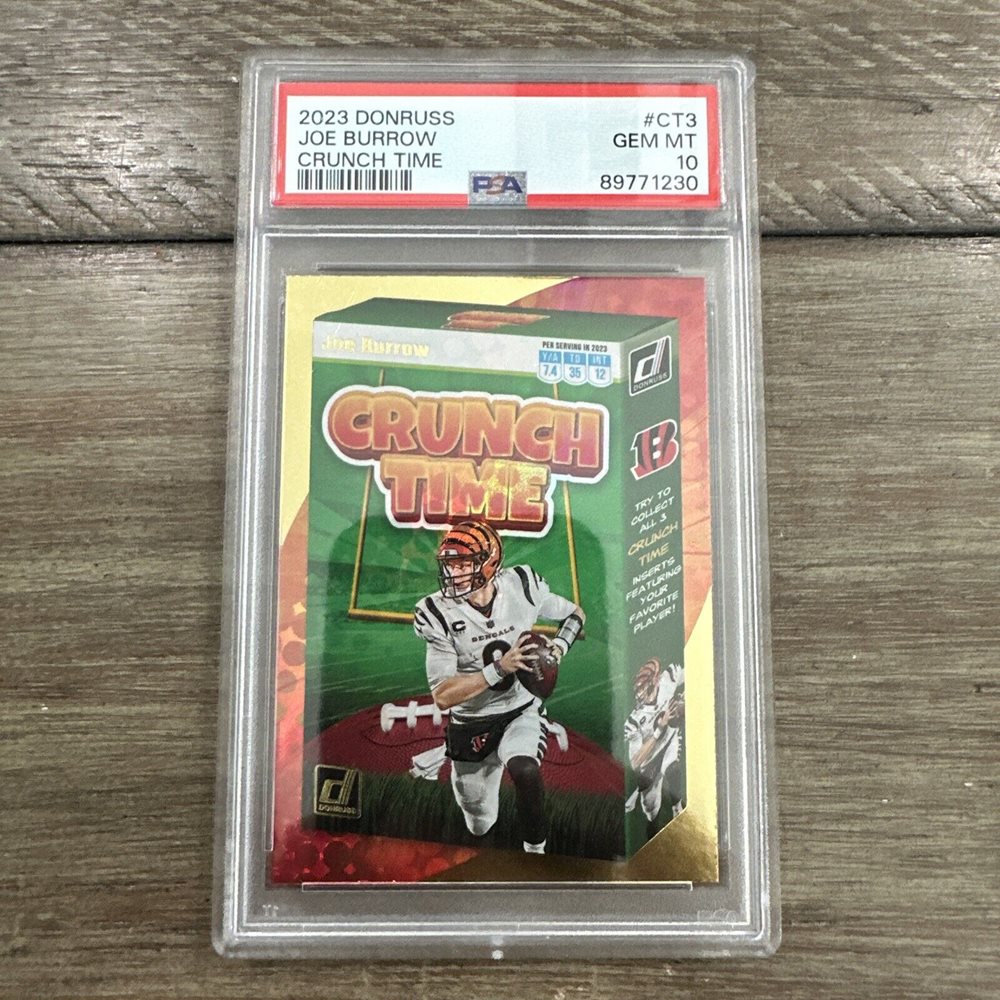 2023 DONRUSS
#CT3
JOE BURROW
GEM MT
CRUNCH TIME
10
PSA
89771230
Joe Burrow
PER SERVING IN 2023
Y/A TD INT
7.4 35 12
DONRUSS
CRUNCH
TIME
B
TRY TO
COLLECT
ALL 3
CRUNCH
TIME
INSERTS
FEATURING
YOUR
FAVORITE
PLAYER!
C
BENGALS
9
DONRUSS